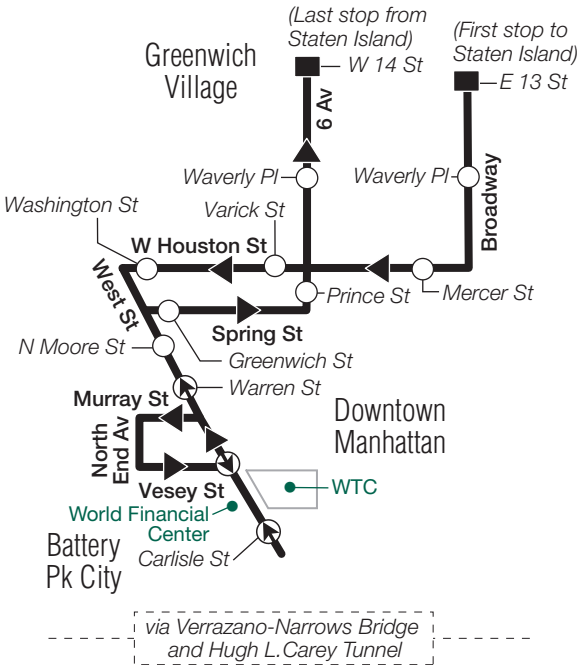 (Last stop from
Staten Island)
W 14 St
(First stop to
Staten Island)
E 13 St
Greenwich
Village
6 Av
Broadway
Waverly Pl
Waverly Pl
Washington St
Varick St
W Houston St
West St
Prince St
Mercer St
Spring St
N Moore St
Greenwich St
Warren St
Murray St
Downtown
Manhattan
North
End Av
Vesey St
WTC
World Financial
Center
Carlisle St
Battery
Pk City
via Verrazano-Narrows Bridge
and Hugh L.Carey Tunnel